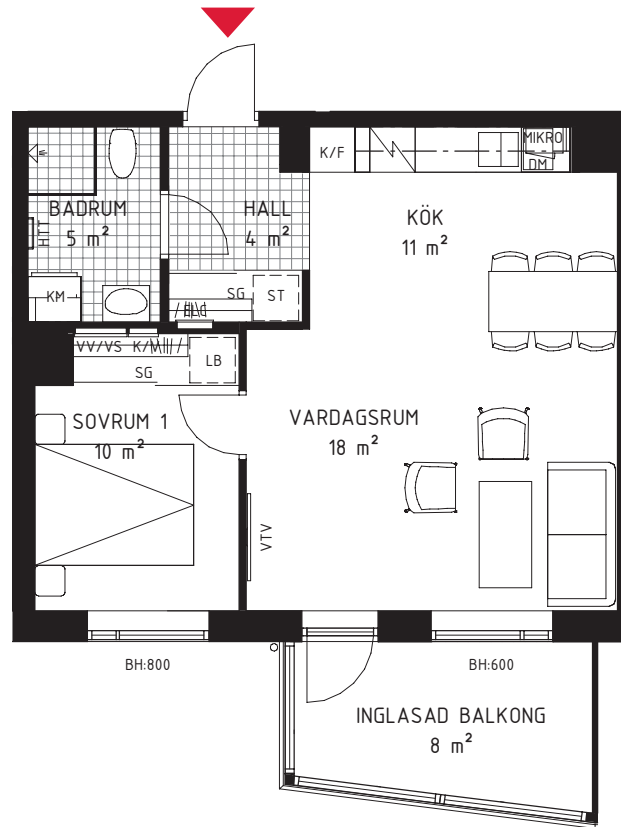 MIKRO
K/F
DM
BADRUM
5 m²
HALL
4 m²
KÖK
11 m²
HTT
KM
SG
ST
ELC
VV/VS
K/M
SG
LB
SOVRUM 1
10 m²
VARDAGSRUM
18 m²
VTV
BH:800
BH:600
INGLASAD BALKONG
8 m²